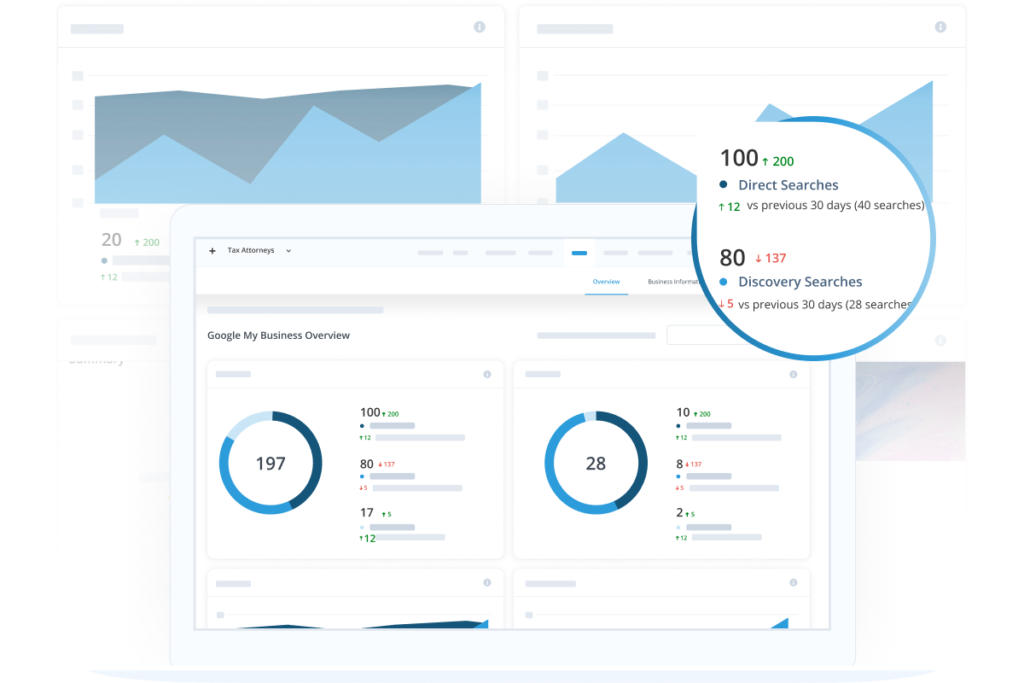 20 ↑ 200
↑ 12
Summary
+ Tax Attorneys
Overview
Business Informat
Google My Business Overview
197
100 ↑ 200
↑ 12
80 ↓ 137
↓ 5
17 ↑ 5
↑ 12
28
10 ↑ 200
↑ 12
8 ↓ 137
↓ 5
2 ↑ 5
↑ 12
100 ↑ 200
Direct Searches
↑ 12 vs previous 30 days (40 searches)
80 ↓ 137
Discovery Searches
↓ 5 vs previous 30 days (28 searches